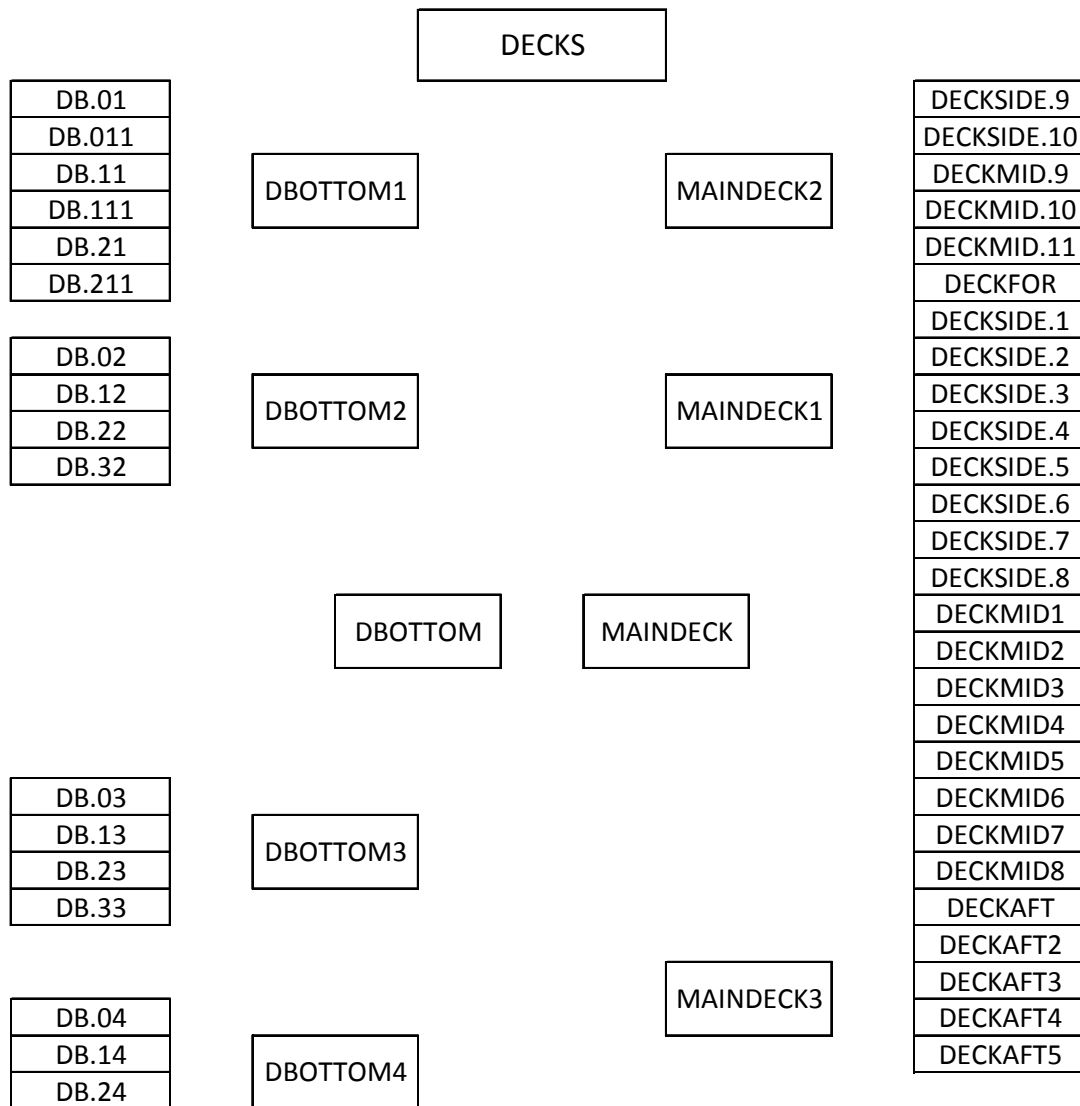 DECKS
DB.01
DB.011
DB.11
DB.111
DB.21
DB.211
DBOTTOM1
MAINDECK2
DB.02
DB.12
DB.22
DB.32
DBOTTOM2
MAINDECK1
DBOTTOM
MAINDECK
DB.03
DB.13
DB.23
DB.33
DBOTTOM3
MAINDECK3
DB.04
DB.14
DB.24
DBOTTOM4
DECKSIDE.9
DECKSIDE.10
DECKMID.9
DECKMID.10
DECKMID.11
DECKFOR
DECKSIDE.1
DECKSIDE.2
DECKSIDE.3
DECKSIDE.4
DECKSIDE.5
DECKSIDE.6
DECKSIDE.7
DECKSIDE.8
DECKMID1
DECKMID2
DECKMID3
DECKMID4
DECKMID5
DECKMID6
DECKMID7
DECKMID8
DECKAFT
DECKAFT2
DECKAFT3
DECKAFT4
DECKAFT5